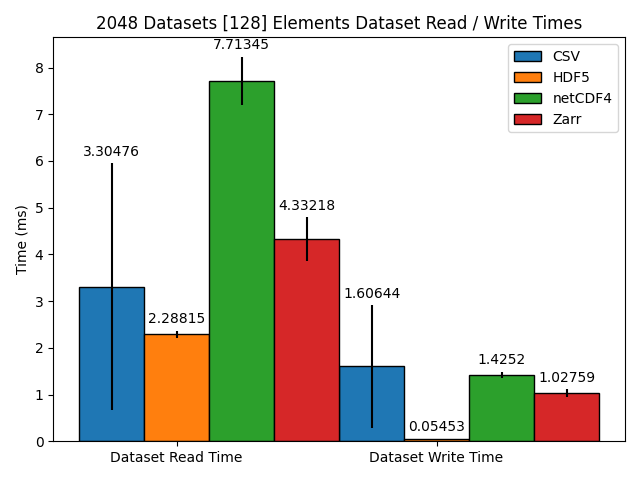 2048 Datasets [128] Elements Dataset Read / Write Times
CSV
HDF5
netCDF4
Zarr
Time (ms)
8
7
6
5
4
3
2
1
0
3.30476
2.28815
7.71345
4.33218
1.60644
0.05453
1.4252
1.02759
Dataset Read Time
Dataset Write Time